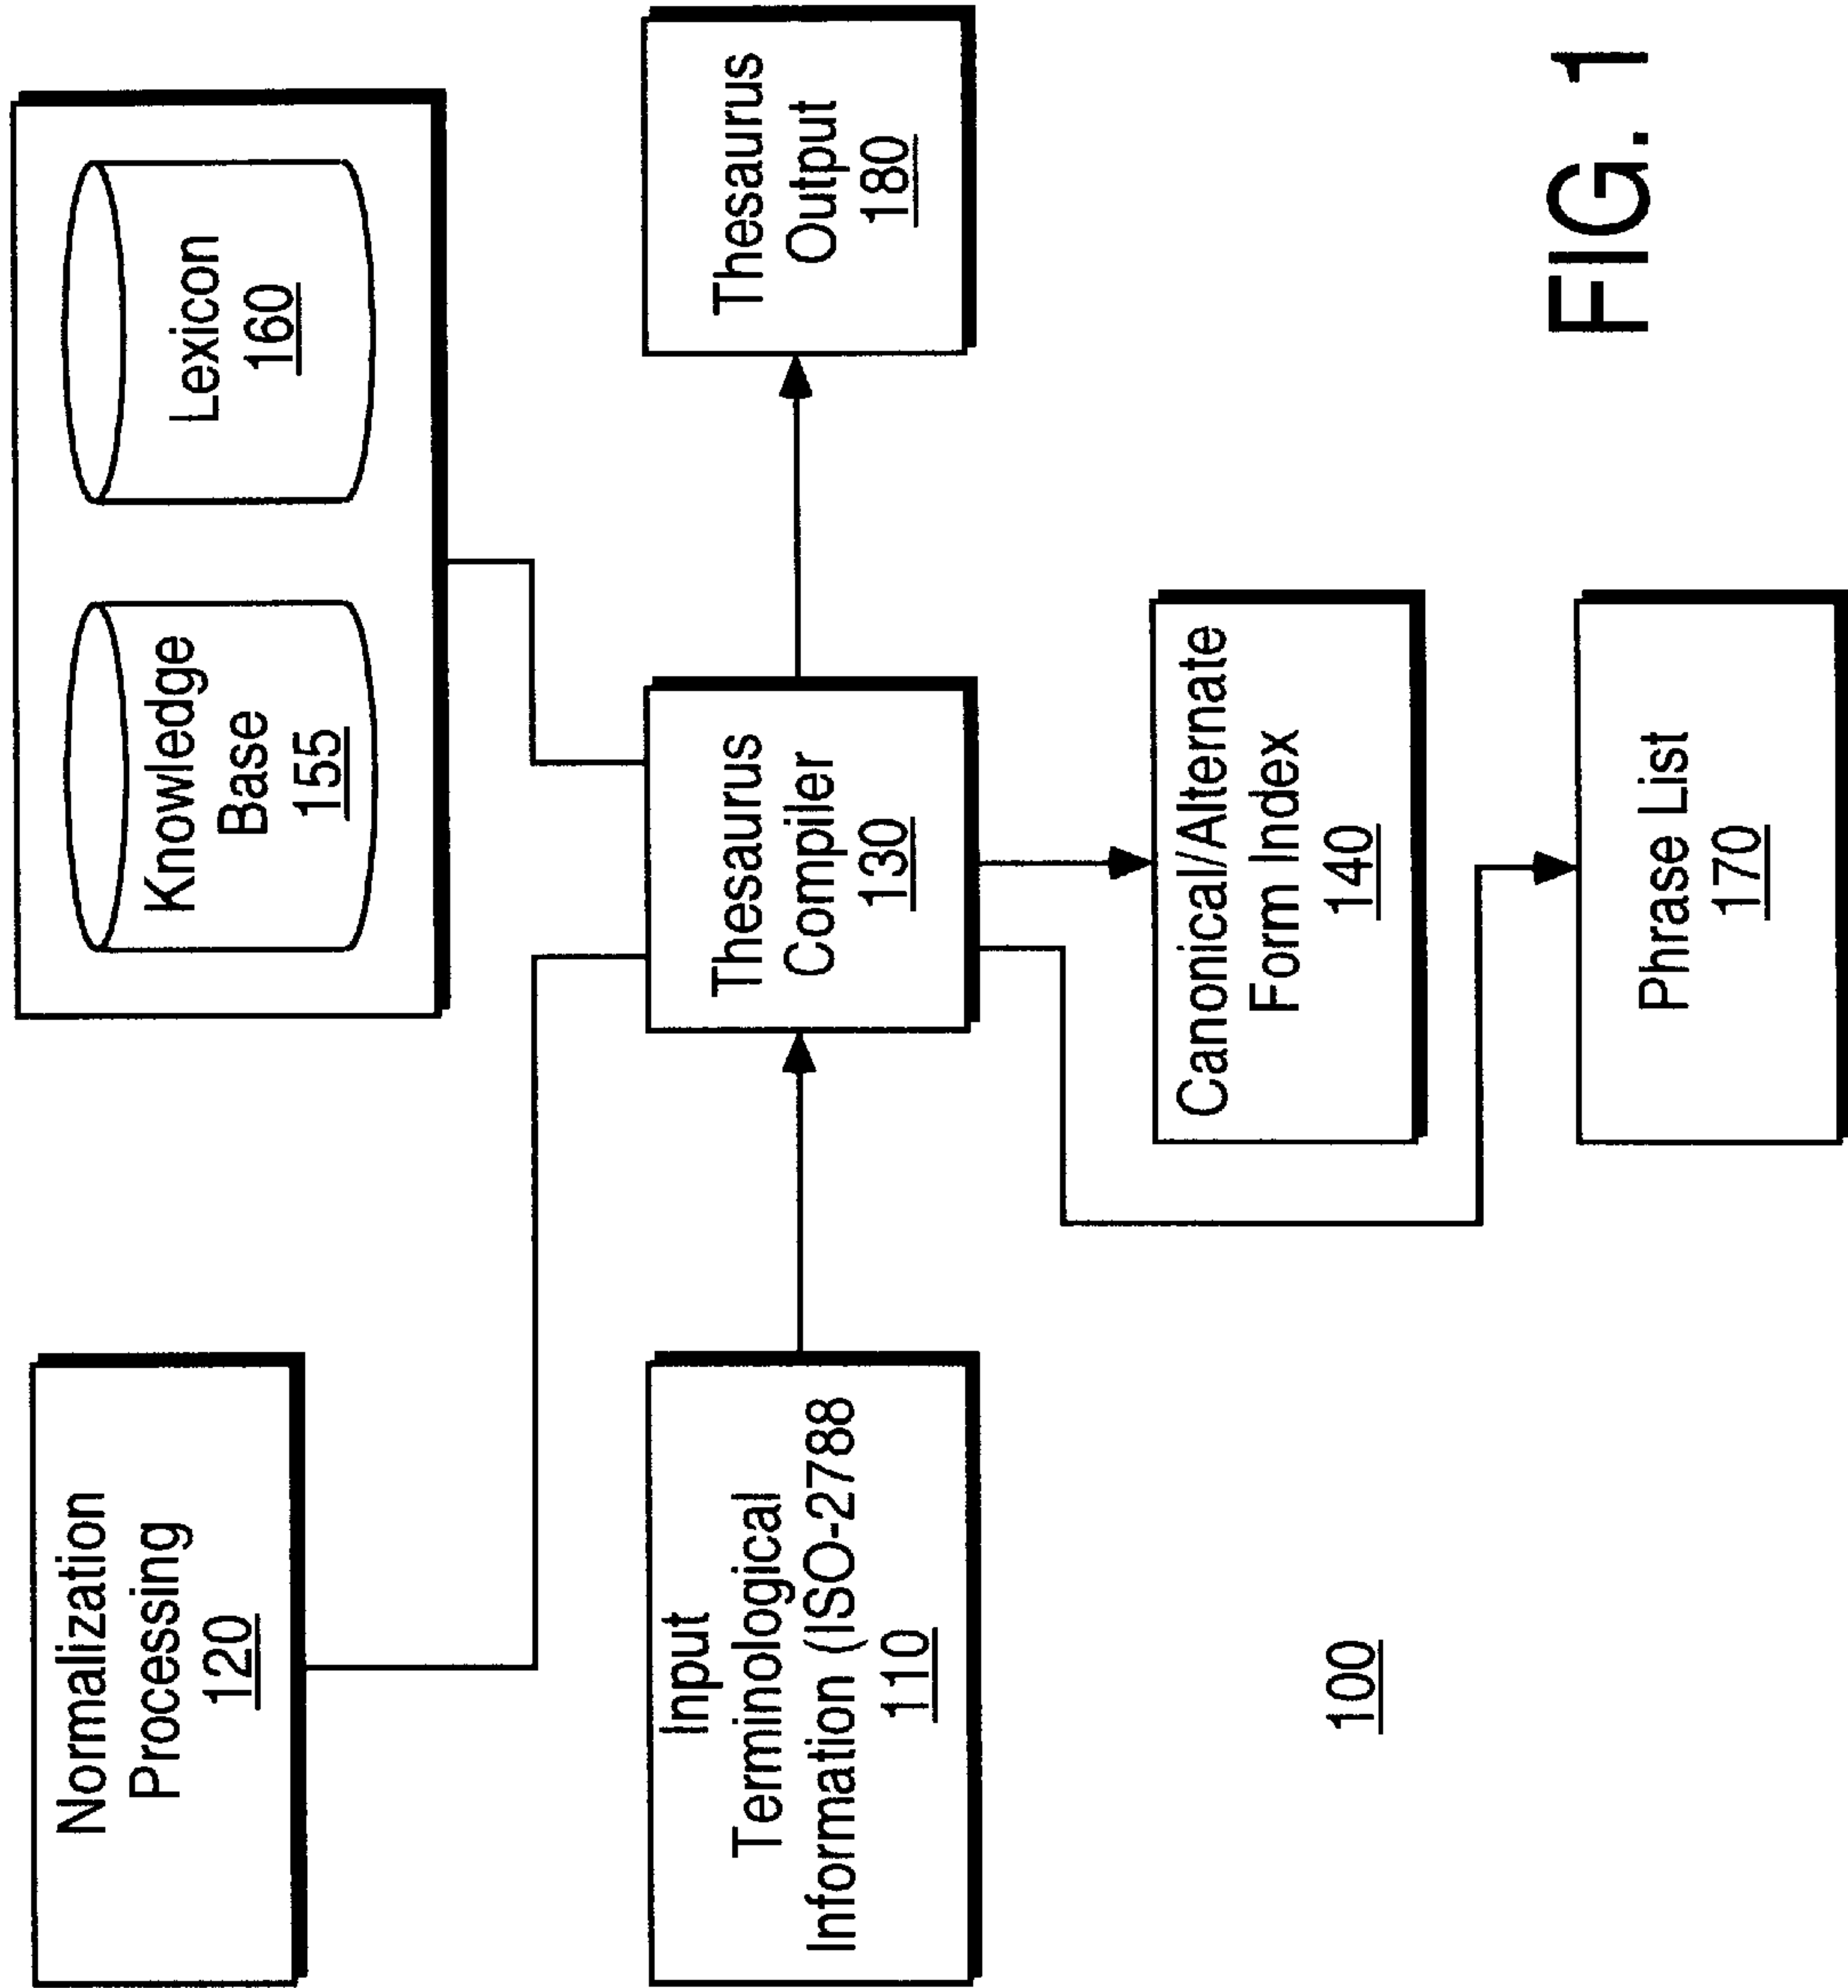 Normalization
Processing
120
Knowledge
Base
155
Lexicon
160
Input
Terminological
Information (ISO-2788
110
Thesaurus
Compiler
130
Thesaurus
Output
180
Canonical/Alternate
Form Index
140
Phrase List
170
100
FIG. 1